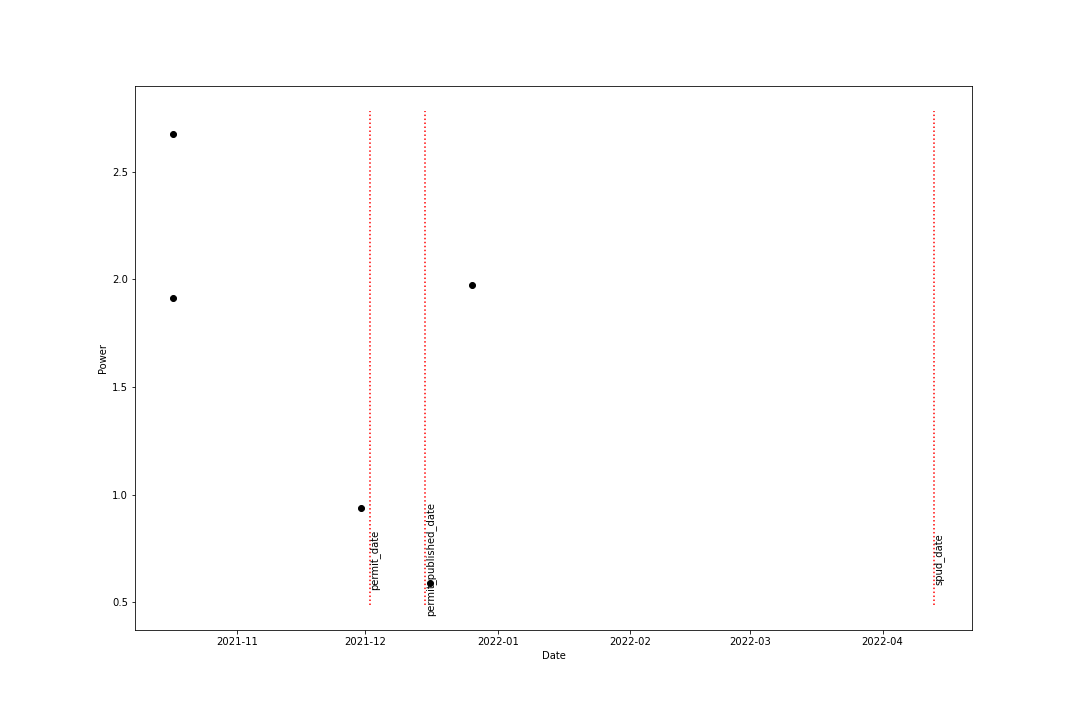 2.5
2.0
1.5
1.0
0.5
Power
permit_date
permit_published_date
spud_date
2021-11
2021-12
2022-01
2022-02
2022-03
2022-04
Date